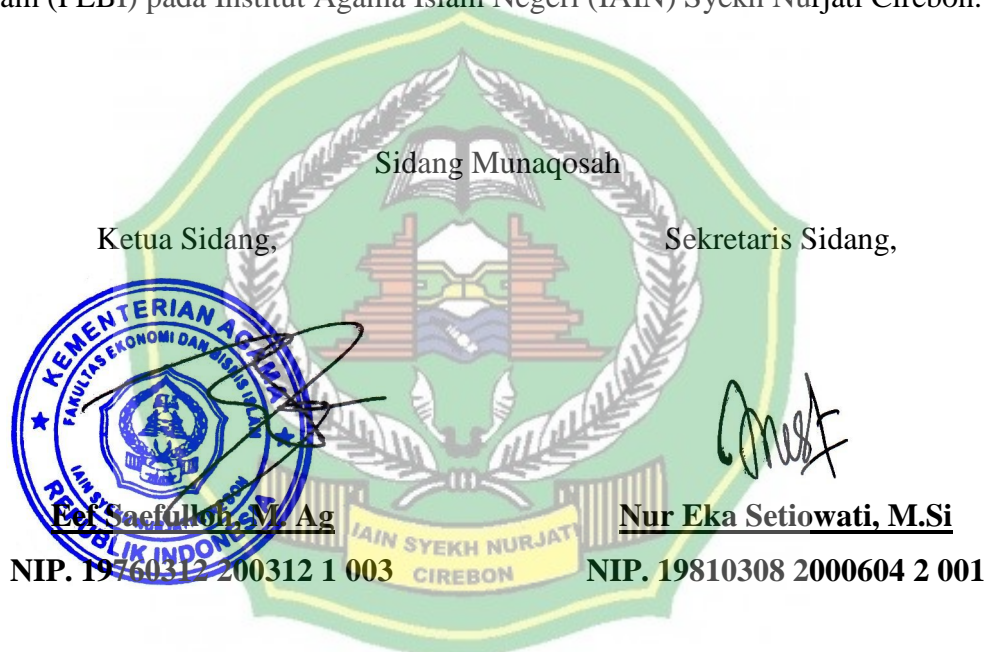 am (FEBI) pada Institut Agama Islam Negeri (IAIN) Syekh Nurjati Cirebon.
Sidang Munaqosah
Ketua Sidang,
Sekretaris Sidang,
KEMENTERIAN AGAMA
FAKULTAS EKONOMI DAN BISNIS ISLAM
IAIN SYEKH NURJATI CIREBON
REPUBLIK INDONESIA
Eef Saefulloh, M. Ag
Nur Eka Setiowati, M.Si
NIP. 19760312 200312 1 003
NIP. 19810308 2000604 2 001
IAIN SYEKH NURJATI
CIREBON